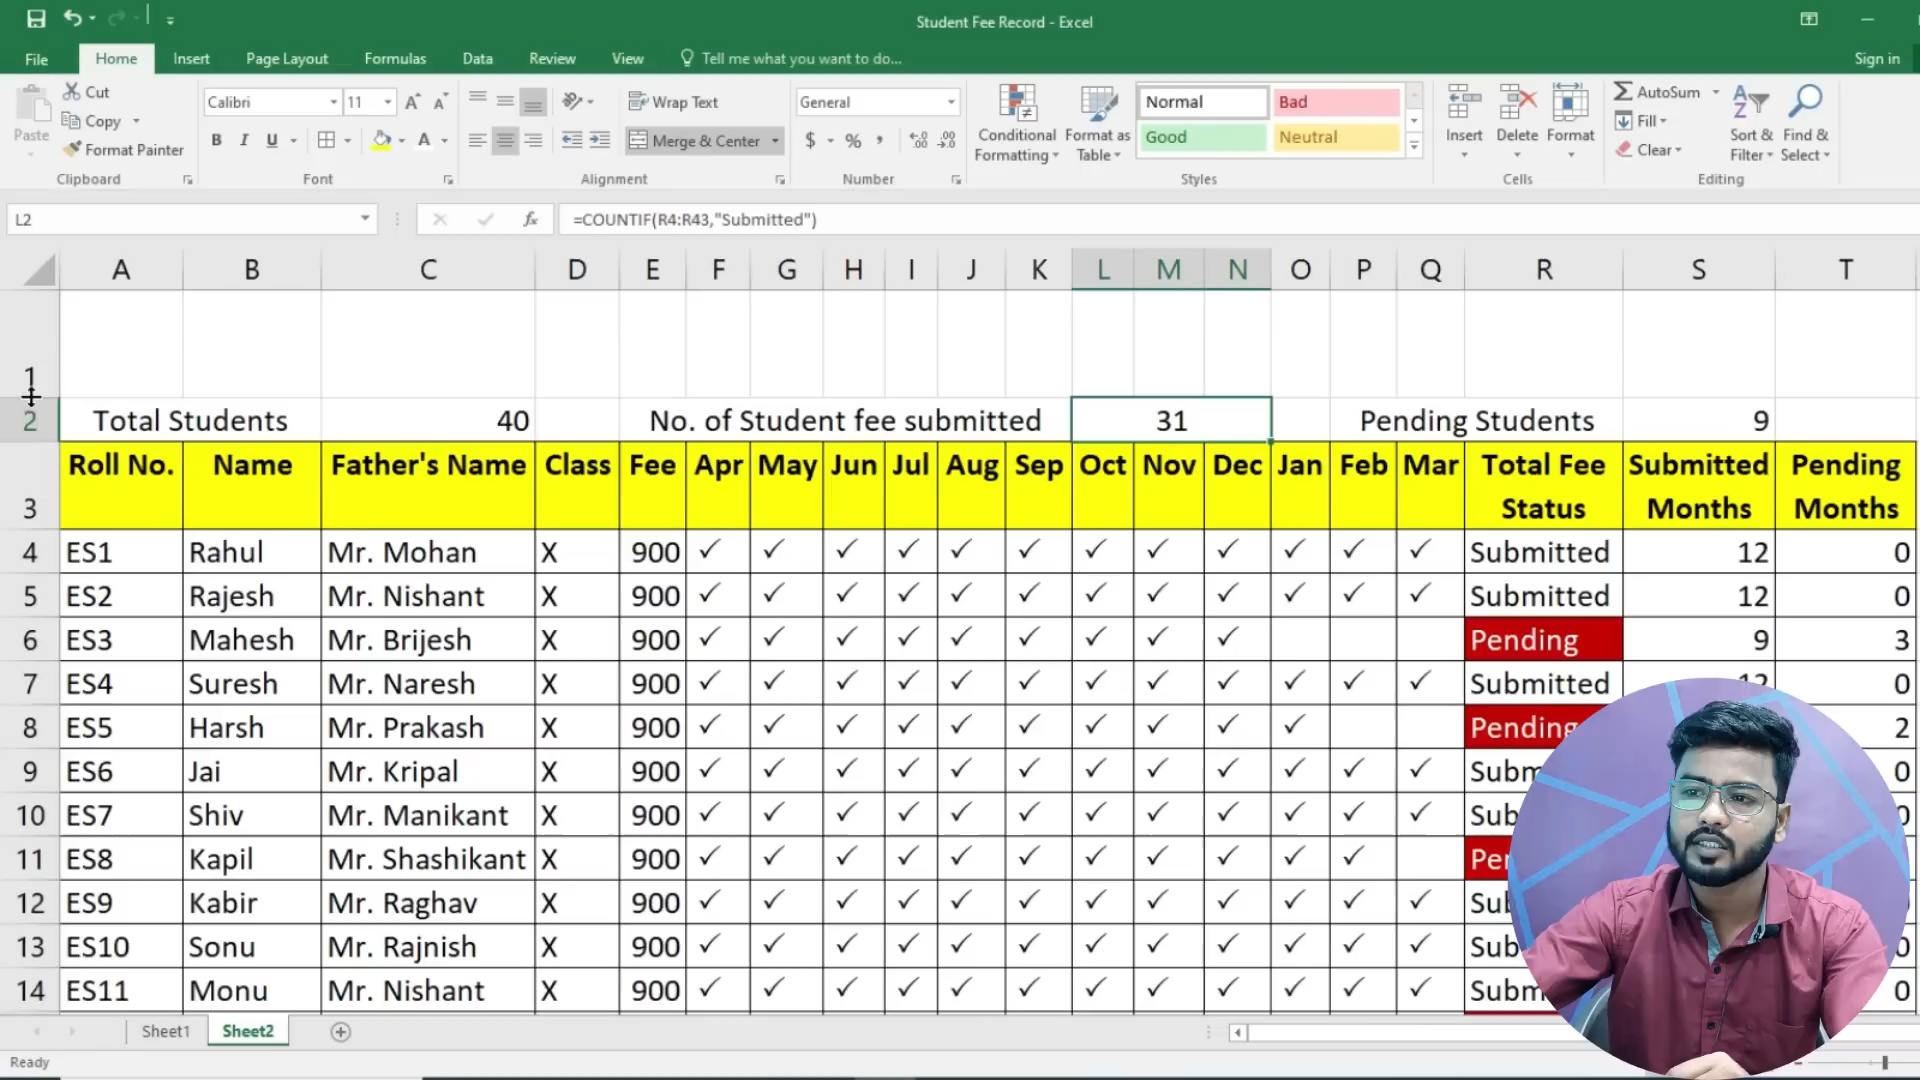 Student Fee Record - Excel
File Home Insert Page Layout Formulas Data Review View Tell me what you want to do... Sign in
Paste
Cut
Copy
Format Painter
Clipboard
Calibri 11
B I U
Font
Wrap Text
Merge & Center
Alignment
General
$ % ,
Number
Conditional Formatting
Format as Table
Normal Bad
Good Neutral
Styles
Insert Delete Format
Cells
AutoSum
Fill
Clear
Sort & Filter
Find & Select
Editing
L2 fx =COUNTIF(R4:R43,"Submitted")
A B C D E F G H I J K L M N O P Q R S T
1
2 Total Students 40 No. of Student fee submitted 31 Pending Students 9
3 Roll No. Name Father's Name Class Fee Apr May Jun Jul Aug Sep Oct Nov Dec Jan Feb Mar Total Fee Status Submitted Months Pending Months
4 ES1 Rahul Mr. Mohan X 900 ✓ ✓ ✓ ✓ ✓ ✓ ✓ ✓ ✓ ✓ ✓ ✓ Submitted 12 0
5 ES2 Rajesh Mr. Nishant X 900 ✓ ✓ ✓ ✓ ✓ ✓ ✓ ✓ ✓ ✓ ✓ ✓ Submitted 12 0
6 ES3 Mahesh Mr. Brijesh X 900 ✓ ✓ ✓ ✓ ✓ ✓ ✓ ✓ ✓ Pending 9 3
7 ES4 Suresh Mr. Naresh X 900 ✓ ✓ ✓ ✓ ✓ ✓ ✓ ✓ ✓ ✓ ✓ ✓ Submitted 12 0
8 ES5 Harsh Mr. Prakash X 900 ✓ ✓ ✓ ✓ ✓ ✓ ✓ ✓ ✓ ✓ Pending 2
9 ES6 Jai Mr. Kripal X 900 ✓ ✓ ✓ ✓ ✓ ✓ ✓ ✓ ✓ ✓ ✓ ✓ 0
10 ES7 Shiv Mr. Manikant X 900 ✓ ✓ ✓ ✓ ✓ ✓ ✓ ✓ ✓ ✓ ✓ ✓ Sub
11 ES8 Kapil Mr. Shashikant X 900 ✓ ✓ ✓ ✓ ✓ ✓ ✓ ✓ ✓ ✓ ✓
12 ES9 Kabir Mr. Raghav X 900 ✓ ✓ ✓ ✓ ✓ ✓ ✓ ✓ ✓ ✓ ✓ ✓
13 ES10 Sonu Mr. Rajnish X 900 ✓ ✓ ✓ ✓ ✓ ✓ ✓ ✓ ✓ ✓ ✓ ✓ Sub 0
14 ES11 Monu Mr. Nishant X 900 ✓ ✓ ✓ ✓ ✓ ✓ ✓ ✓ ✓ ✓ ✓ ✓ 0
Sheet1 Sheet2
Ready